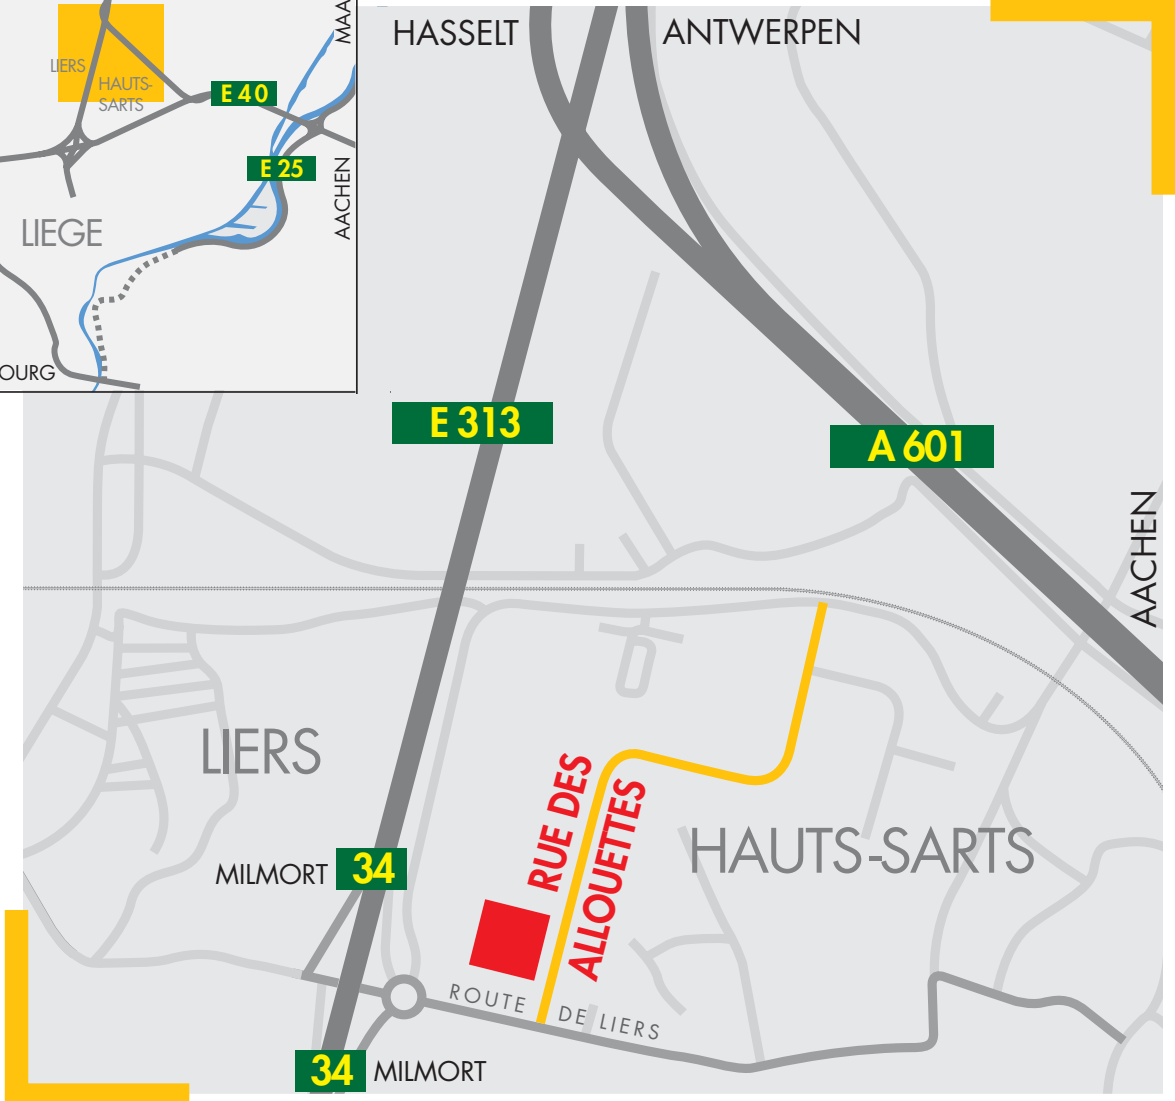 MAA
HASSELT
ANTWERPEN
LIERS
HAUTS-
SARTS
E 40
E 25
AACHEN
LIEGE
OURG
E 313
A 601
AACHEN
LIERS
RUE DES
ALLOUETTES
HAUTS-SARTS
MILMORT
34
ROUTE DE LIERS
34
MILMORT